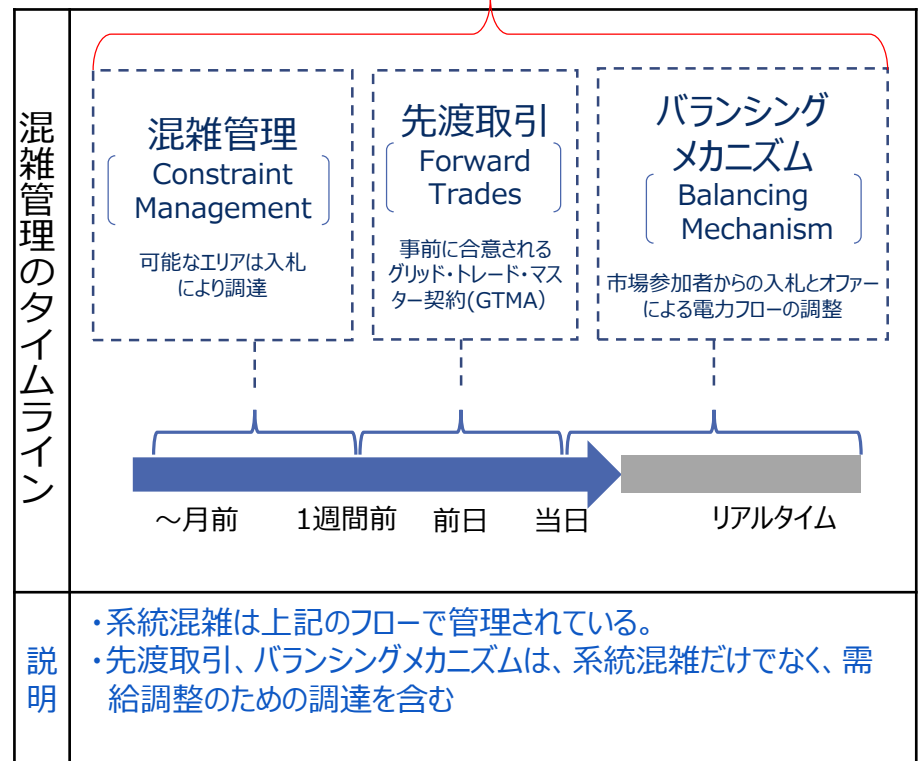 混雑管理のタイムライン
混雑管理
Constraint
Management
可能なエリアは入札
により調達
先渡取引
Forward
Trades
事前に合意される
グリッド・トレード・マス
ター契約(GTMA）
バランシング
メカニズム
Balancing
Mechanism
市場参加者からの入札とオファー
による電力フローの調整
～月前
1週間前
前日
当日
リアルタイム
説明
・系統混雑は上記のフローで管理されている。
・先渡取引、バランシングメカニズムは、系統混雑だけでなく、需
給調整のための調達を含む